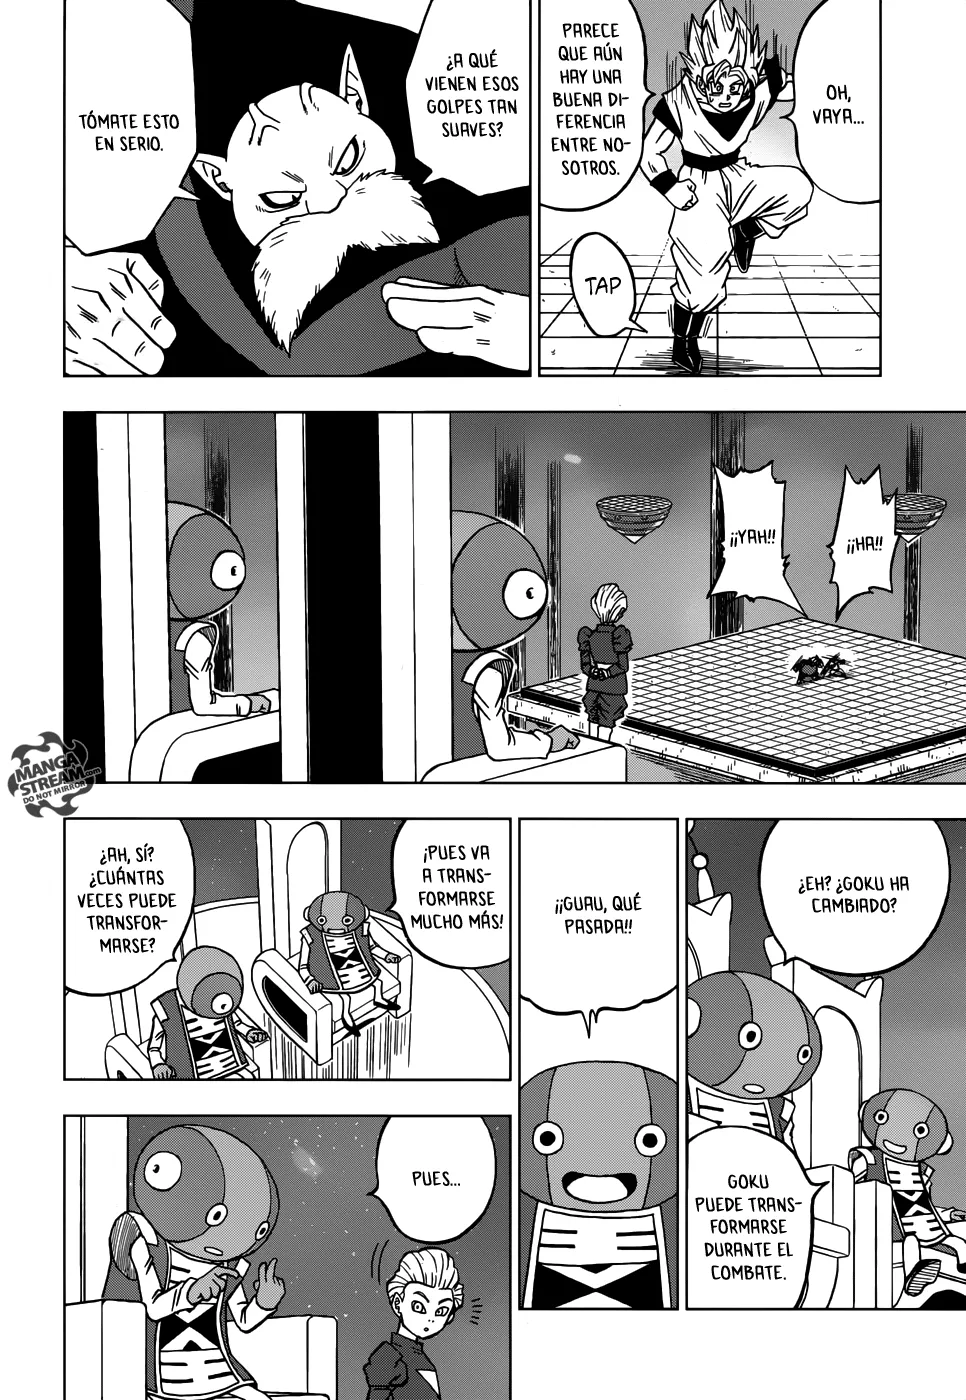 OH,
VAYA...
PARECE
QUE AÚN
HAY UNA
BUENA DI-
FERENCIA
ENTRE NO-
SOTROS.
TAP
¿A QUÉ
VIENEN ESOS
GOLPES TAN
SUAVES?
TÓMATE ESTO
EN SERIO.
¡¡HA!!
¡¡YAH!!
MANGA
STREAM.com
DO NOT MIRROR
¿EH? ¿GOKU HA
CAMBIADO?
GOKU
PUEDE TRANS-
FORMARSE
DURANTE EL
COMBATE.
¡¡GUAU, QUÉ
PASADA!!
¡PUES VA
A TRANS-
FORMARSE
MUCHO MÁS!
¿AH, SÍ?
¿CUÁNTAS
VECES PUEDE
TRANSFOR-
MARSE?
PUES...